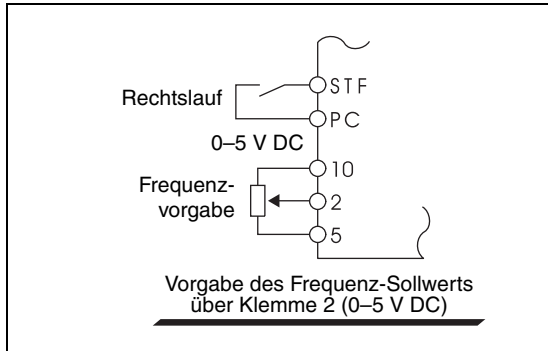 STF
Rechtslauf
PC
0–5 V DC
10
Frequenz-
vorgabe
2
5
Vorgabe des Frequenz-Sollwerts
über Klemme 2 (0–5 V DC)